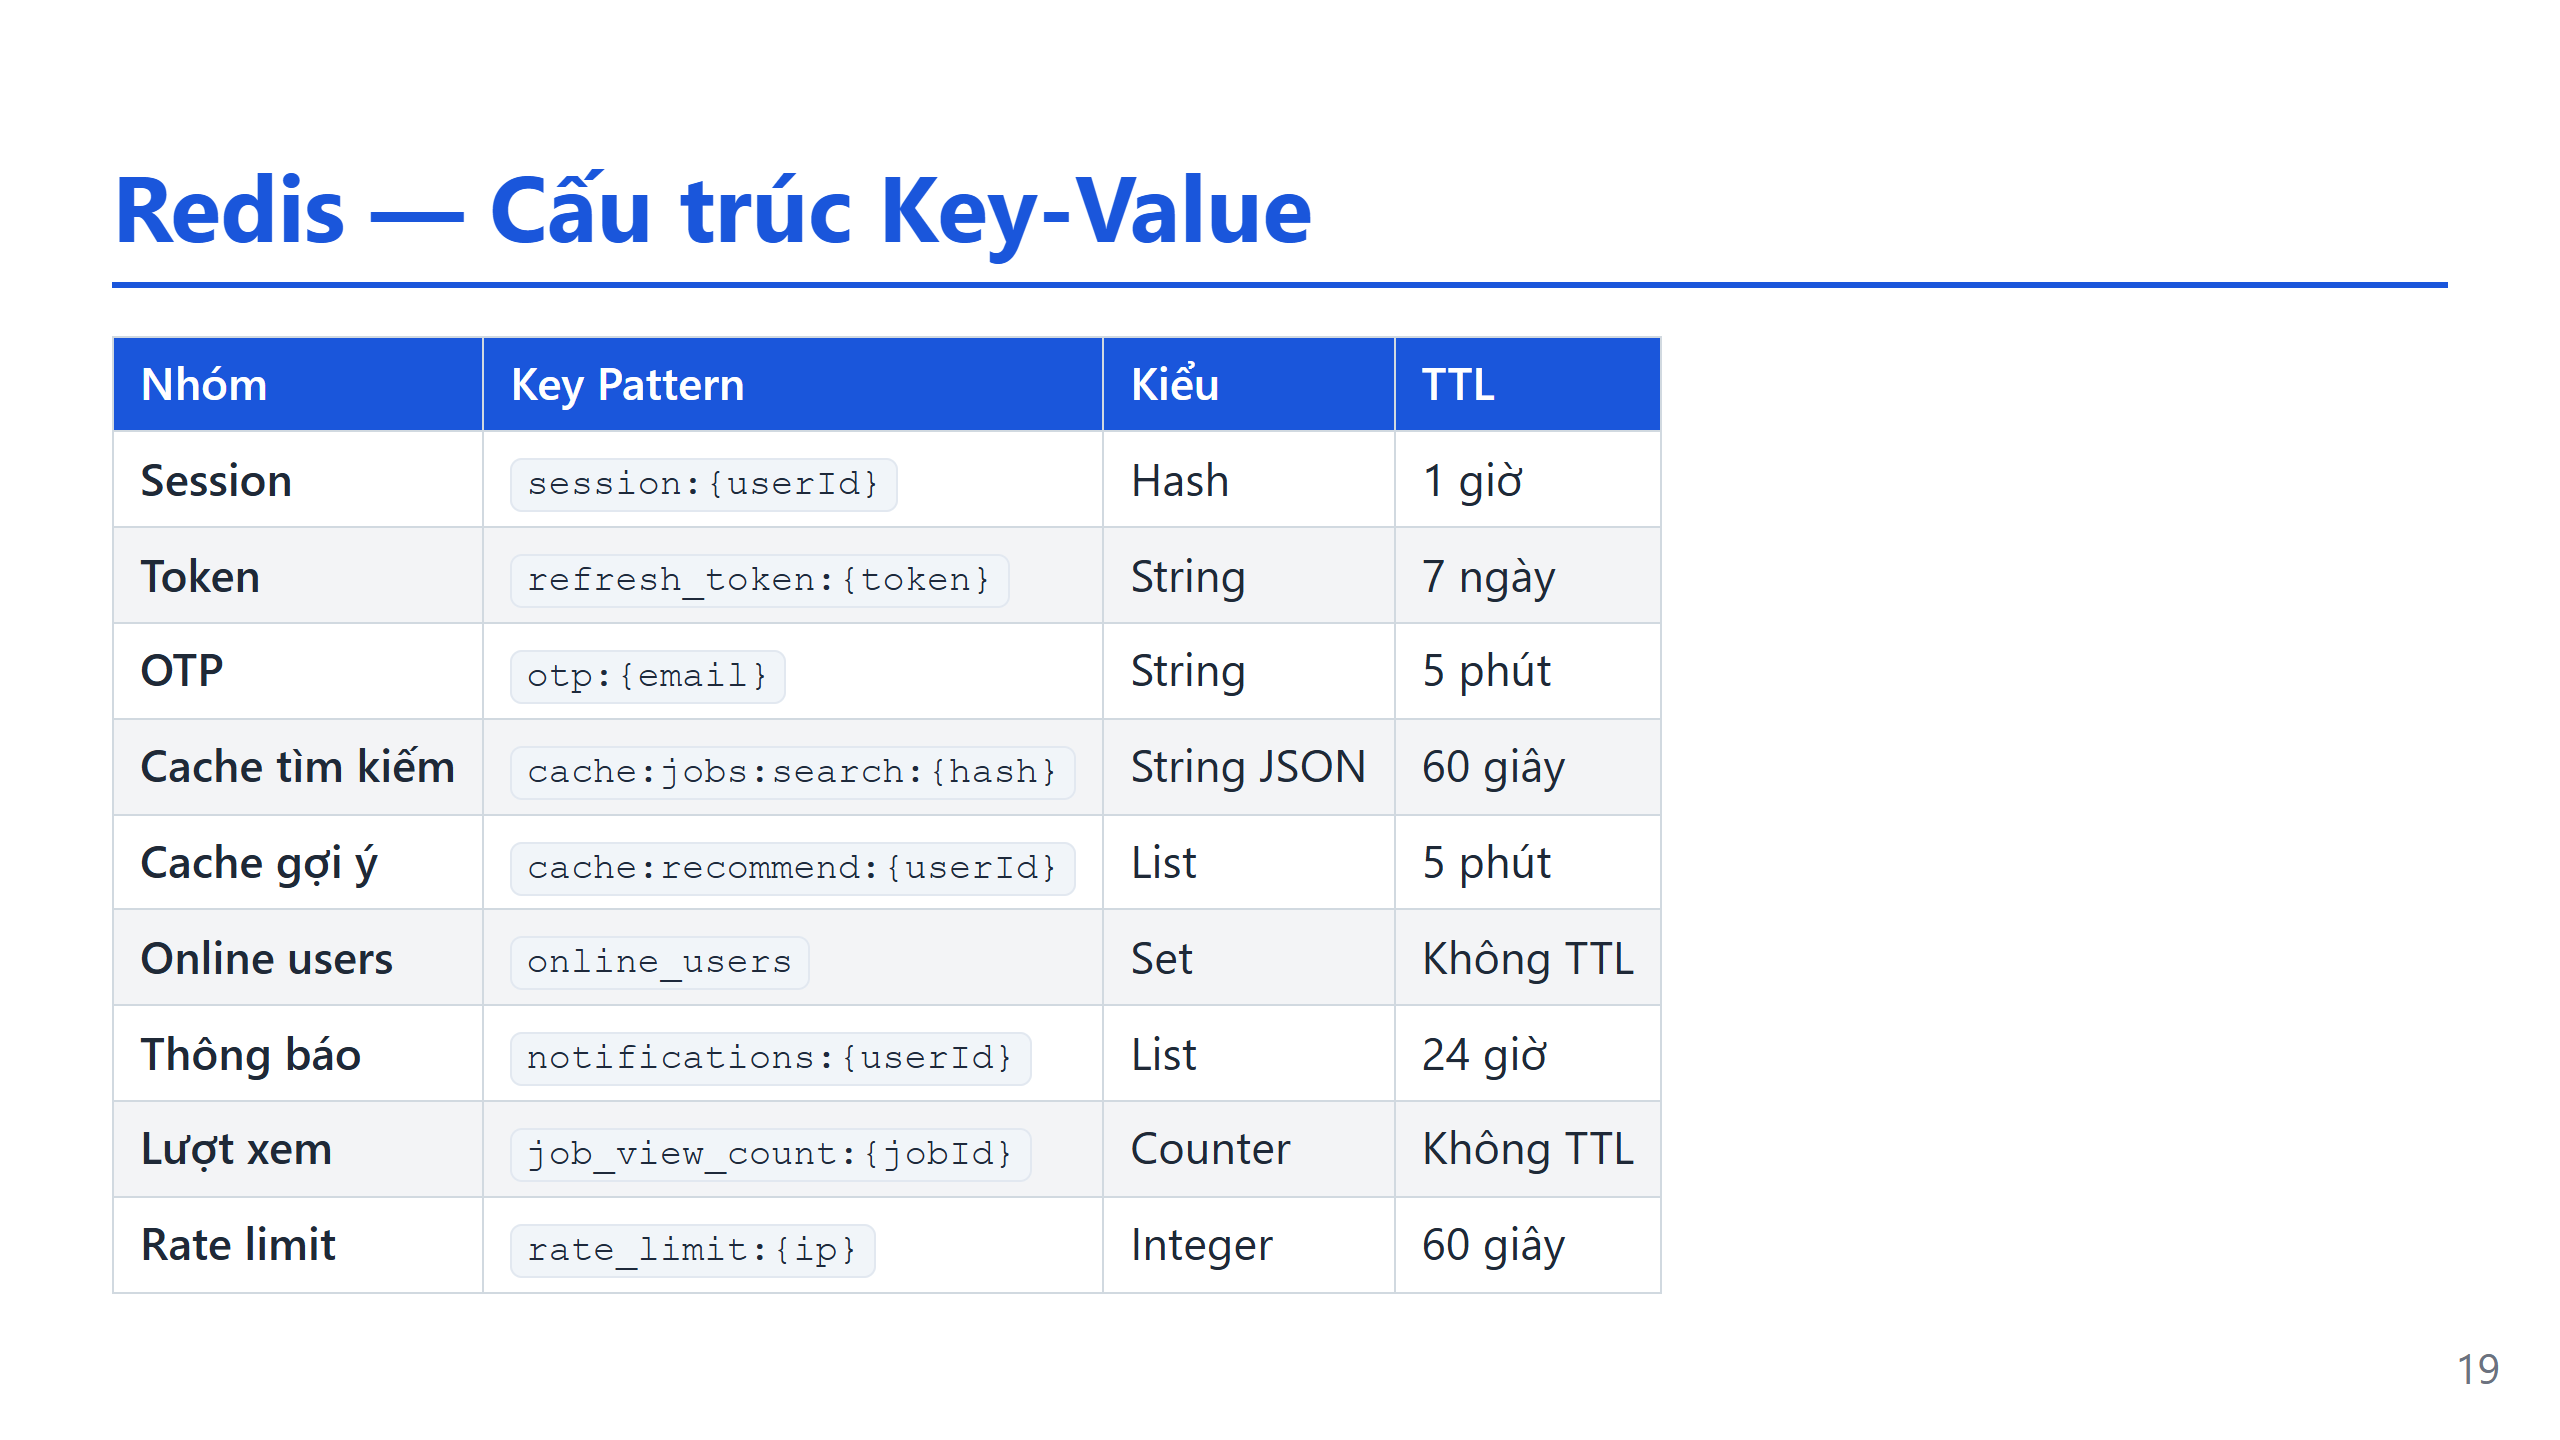 Redis — Cấu trúc Key-Value
Nhóm Key Pattern Kiểu TTL
Session session:{userId} Hash 1 giờ
Token refresh_token:{token} String 7 ngày
OTP otp:{email} String 5 phút
Cache tìm kiếm cache:jobs:search:{hash} String JSON 60 giây
Cache gợi ý cache:recommend:{userId} List 5 phút
Online users online_users Set Không TTL
Thông báo notifications:{userId} List 24 giờ
Lượt xem job_view_count:{jobId} Counter Không TTL
Rate limit rate_limit:{ip} Integer 60 giây
19